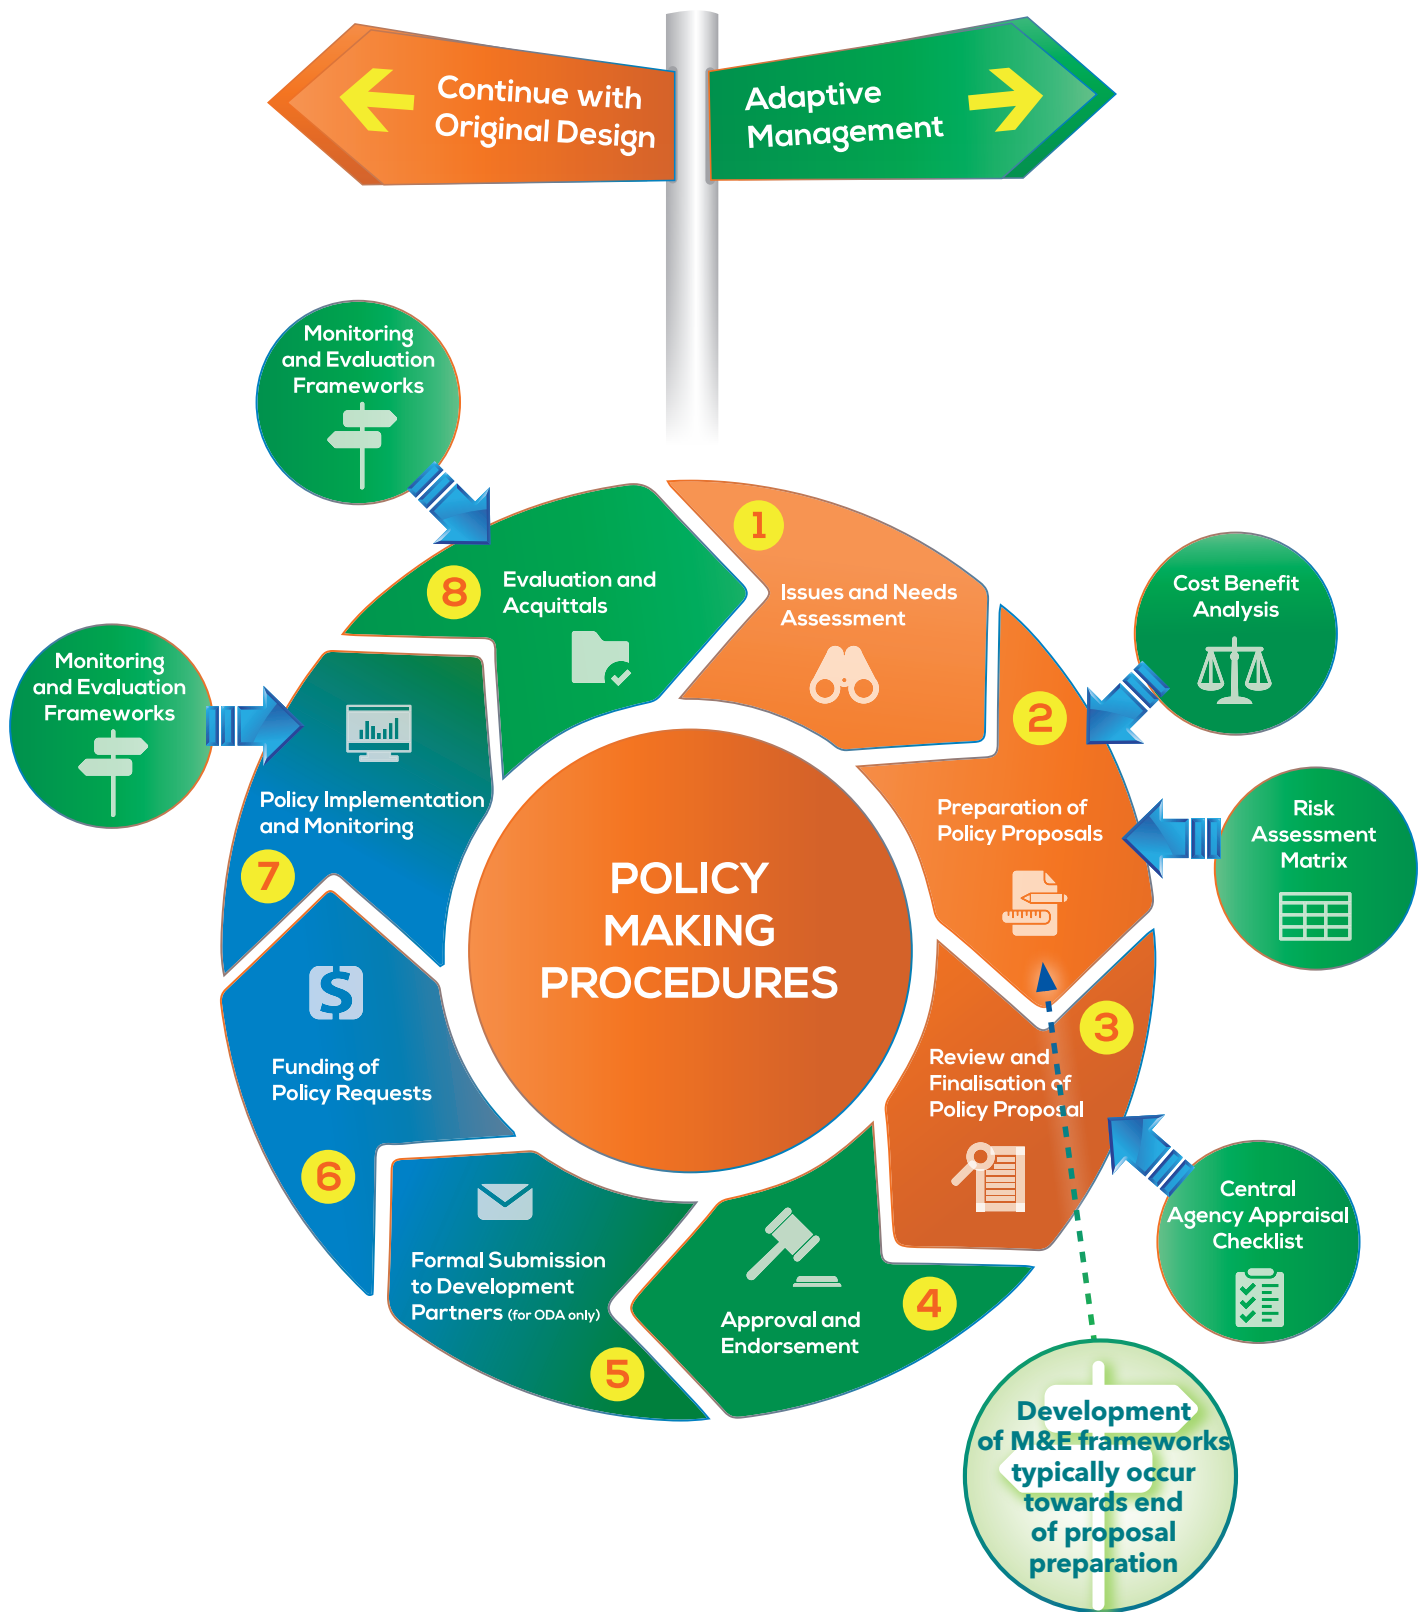 Continue with
Original Design
Adaptive
Management
Monitoring
and Evaluation
Frameworks
1
Issues and Needs
Assessment
8
Evaluation and
Acquittals
Cost Benefit
Analysis
Monitoring
and Evaluation
Frameworks
2
Preparation of
Policy Proposals
Risk
Assessment
Matrix
Policy Implementation
and Monitoring
7
POLICY
MAKING
PROCEDURES
3
Review and
Finalisation of
Policy Proposal
S
Funding of
Policy Requests
6
Central
Agency Appraisal
Checklist
Formal Submission
to Development
Partners (for ODA only)
5
4
Approval and
Endorsement
Development
of M&E frameworks
typically occur
towards end
of proposal
preparation